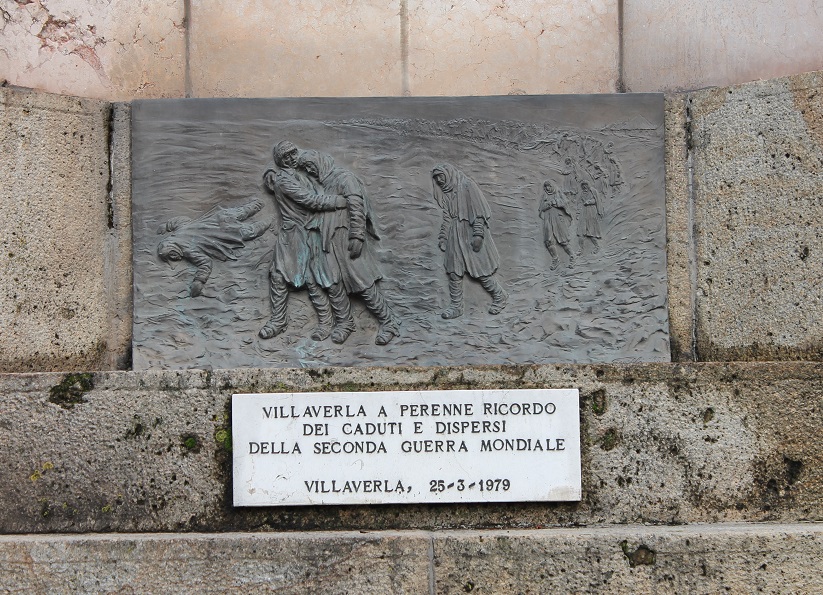 VILLAVERLA A PERENNE RICORDO
DEI CADUTI E DISPERSI
DELLA SECONDA GUERRA MONDIALE
VILLAVERLA, 25-3-1979